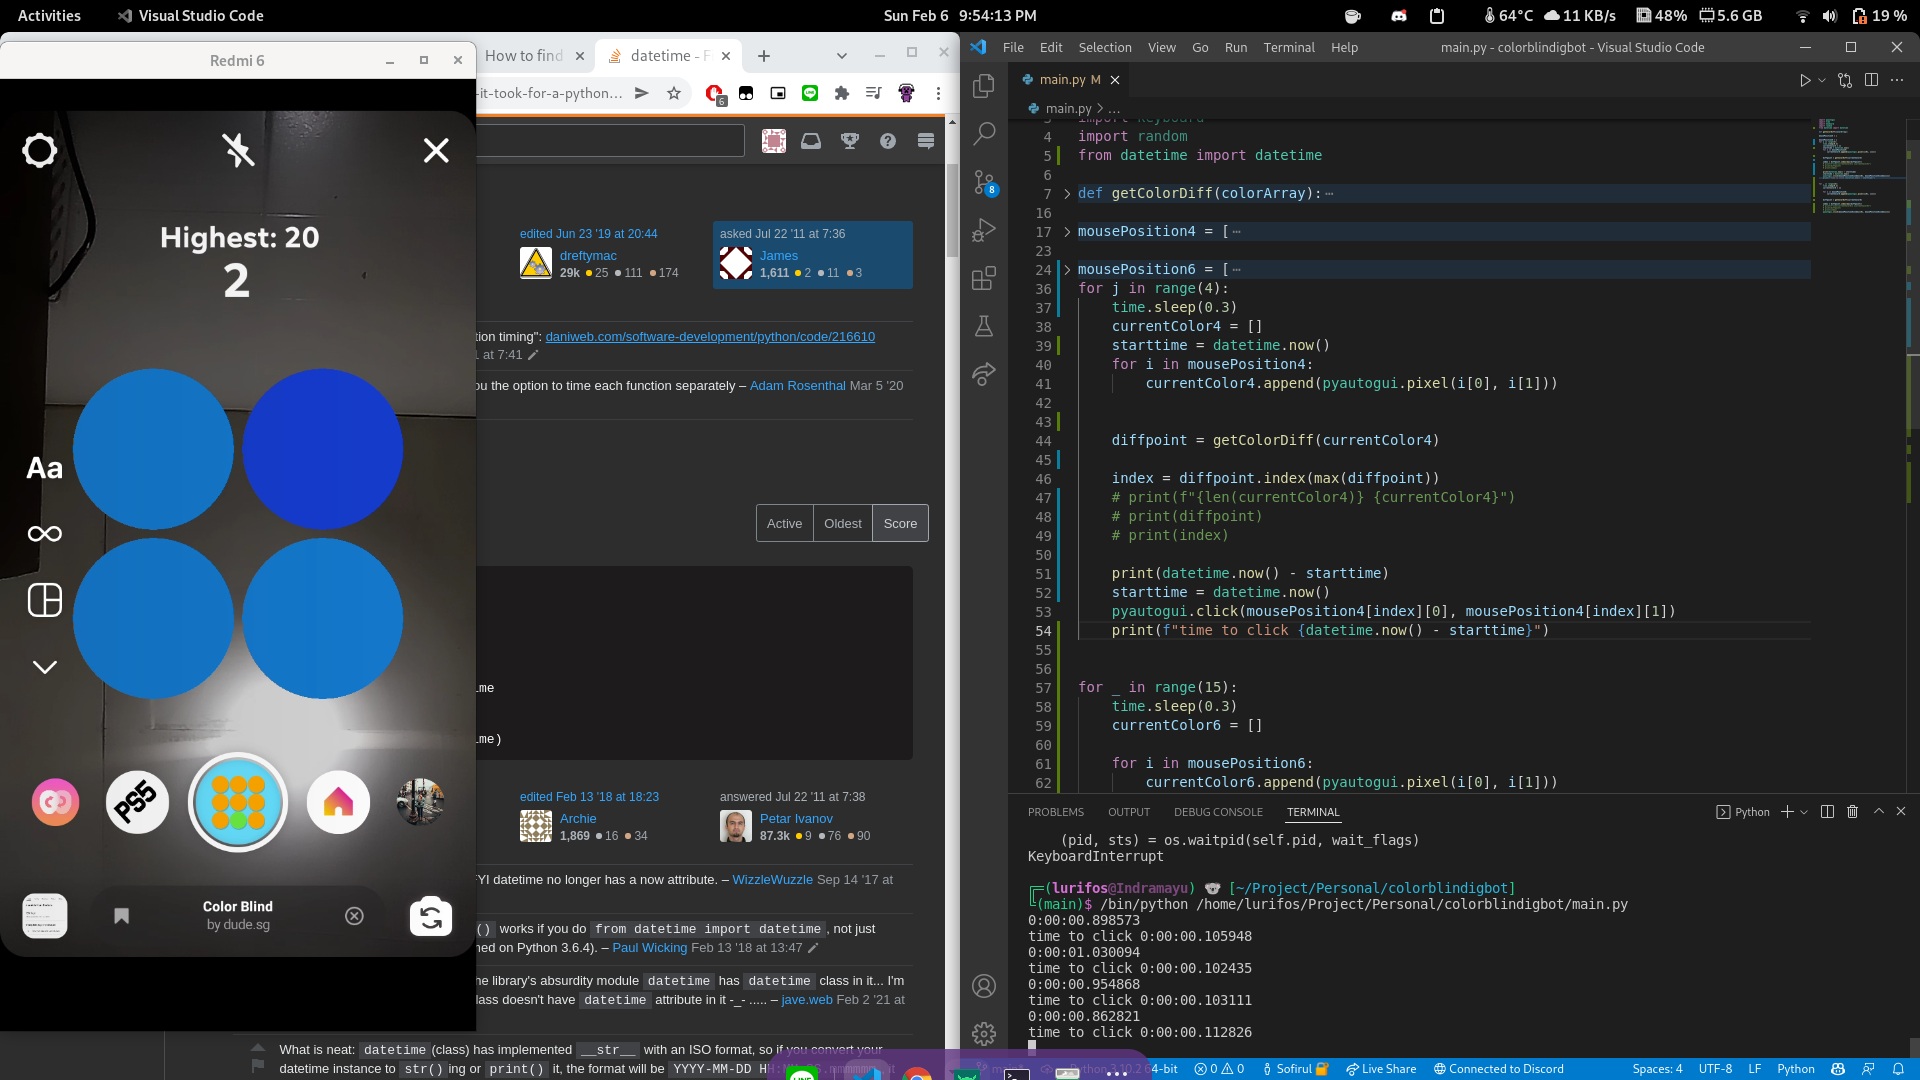 Activities
Visual Studio Code
Sun Feb 6 9:54:13 PM
64°C
11 KB/s
48%
5.6 GB
19 %
Redmi 6
How to find
datetime - F
-it-took-for-a-python...
6
Highest: 20
2
Aa
PS5
Color Blind
by dude.sg
edited Jun 23 '19 at 20:44
dreftymac
29k 25 111 174
asked Jul 22 '11 at 7:36
James
1,611 2 11 3
tion timing": daniweb.com/software-development/python/code/216610
1 at 7:41
ou the option to time each function separately – Adam Rosenthal Mar 5 '20
Active
Oldest
Score
ime
ime)
edited Feb 13 '18 at 18:23
Archie
1,869 16 34
answered Jul 22 '11 at 7:38
Petar Ivanov
87.3k 9 76 90
FYI datetime no longer has a now attribute. – WizzleWuzzle Sep 14 '17 at
() works if you do from datetime import datetime, not just
ned on Python 3.6.4). – Paul Wicking Feb 13 '18 at 13:47
he library's absurdity module datetime has datetime class in it... I'm
lass doesn't have datetime attribute in it -_- ..... – jave.web Feb 2 '21 at
What is neat: datetime (class) has implemented __str__ with an ISO format, so if you convert your
datetime instance to str() ing or print() it, the format will be YYYY-MM-DD
File Edit Selection View Go Run Terminal Help
main.py - colorblindigbot - Visual Studio Code
main.py M
main.py > ...
8
3 import keyboard
4 import random
5 from datetime import datetime
6
7 def getColorDiff(colorArray):
16
17 mousePosition4 = [
23
24 mousePosition6 = [
36 for j in range(4):
37 time.sleep(0.3)
38 currentColor4 = []
39 starttime = datetime.now()
40 for i in mousePosition4:
41 currentColor4.append(pyautogui.pixel(i[0], i[1]))
42
43
44 diffpoint = getColorDiff(currentColor4)
45
46 index = diffpoint.index(max(diffpoint))
47 # print(f"{len(currentColor4)} {currentColor4}")
48 # print(diffpoint)
49 # print(index)
50
51 print(datetime.now() - starttime)
52 starttime = datetime.now()
53 pyautogui.click(mousePosition4[index][0], mousePosition4[index][1])
54 print(f"time to click {datetime.now() - starttime}")
55
56
57 for _ in range(15):
58 time.sleep(0.3)
59 currentColor6 = []
60
61 for i in mousePosition6:
62 currentColor6.append(pyautogui.pixel(i[0], i[1]))
PROBLEMS
OUTPUT
DEBUG CONSOLE
TERMINAL
Python
(pid, sts) = os.waitpid(self.pid, wait_flags)
KeyboardInterrupt
(lurifos@Indramayu) [~/Project/Personal/colorblindigbot]
(main)$ /bin/python /home/lurifos/Project/Personal/colorblindigbot/main.py
0:00:00.898573
time to click 0:00:00.105948
0:00:01.030094
time to click 0:00:00.102435
0:00:00.954868
time to click 0:00:00.103111
0:00:00.862821
time to click 0:00:00.112826
64-bit
0 0
Sofirul
Live Share
Connected to Discord
Spaces: 4
UTF-8
LF
Python